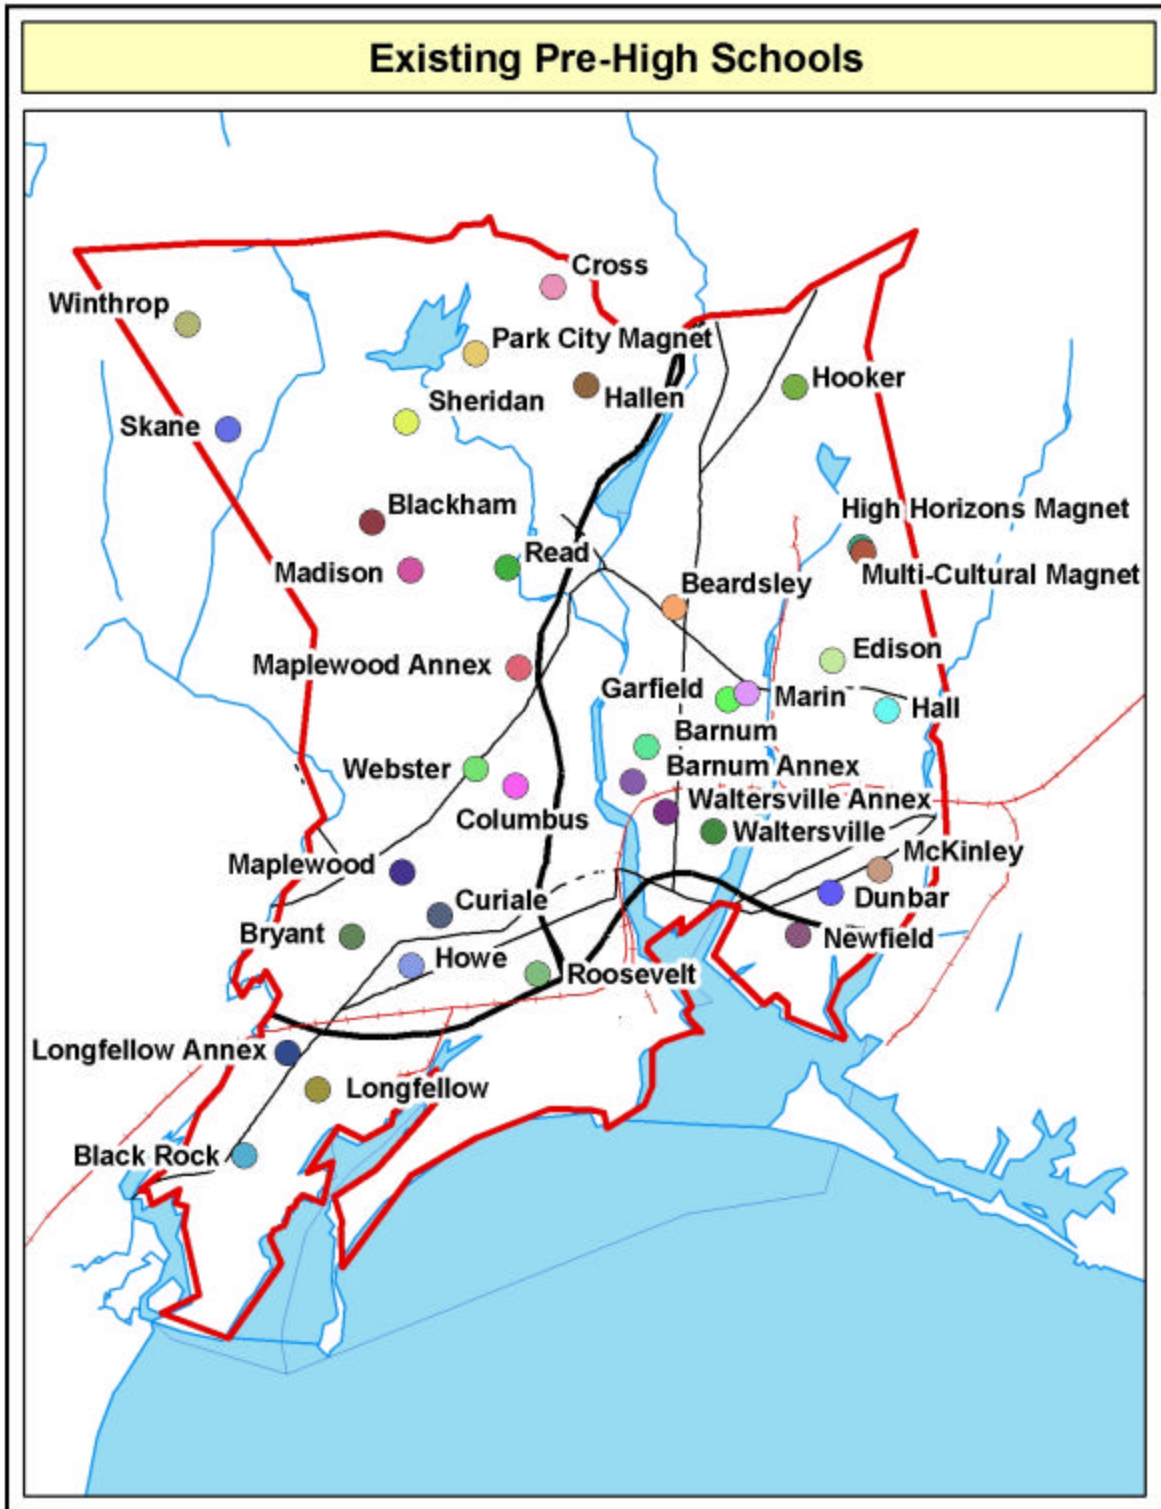 Existing Pre-High Schools
Cross
Winthrop
Park City Magnet
Hooker
Sheridan
Hallen
Skane
Blackham
High Horizons Magnet
Read
Madison
Multi-Cultural Magnet
Beardsley
Edison
Maplewood Annex
Garfield
Marin
Hall
Barnum
Webster
Barnum Annex
Waltersville Annex
Columbus
Waltersville
McKinley
Maplewood
Curiale
Dunbar
Bryant
Newfield
Howe
Roosevelt
Longfellow Annex
Longfellow
Black Rock